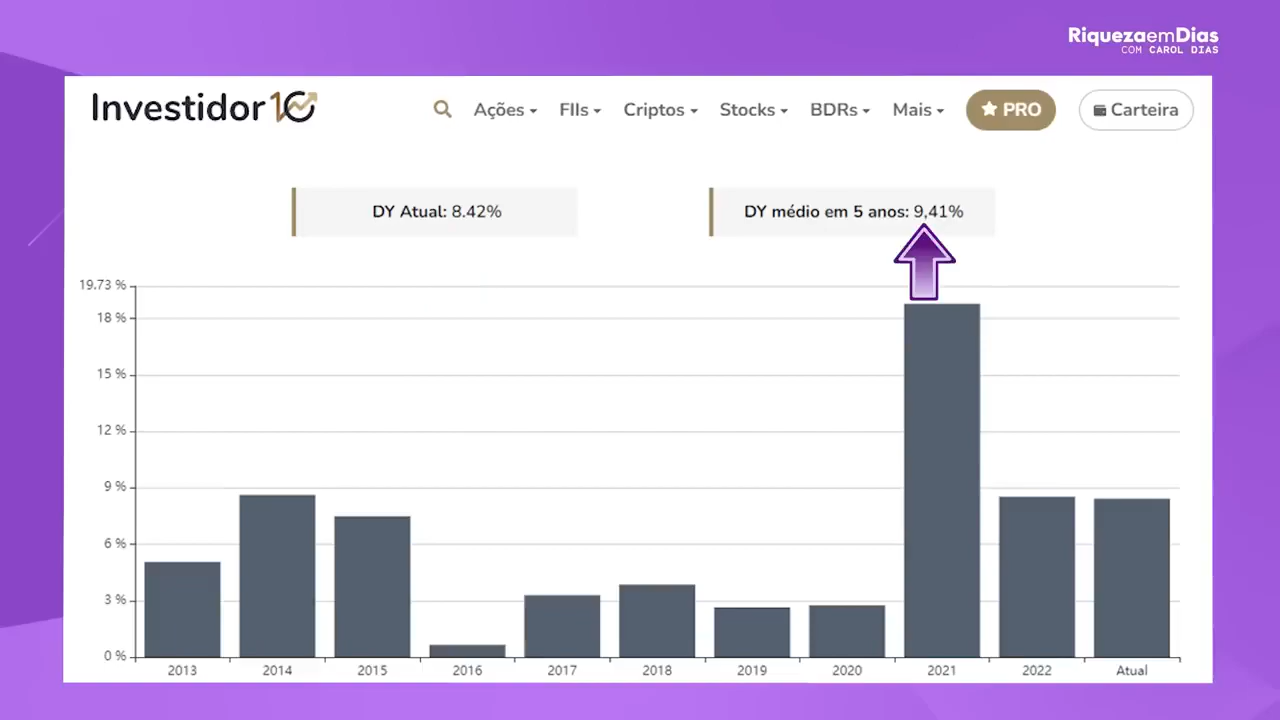 RiquezaemDias
COM CAROL DIAS
Investidor10
Ações
FIIs
Criptos
Stocks
BDRs
Mais
PRO
Carteira
DY Atual: 8.42%
DY médio em 5 anos: 9,41%
19.73 %
18 %
15 %
12 %
9 %
6 %
3 %
0 %
2013 2014 2015 2016 2017 2018 2019 2020 2021 2022 Atual